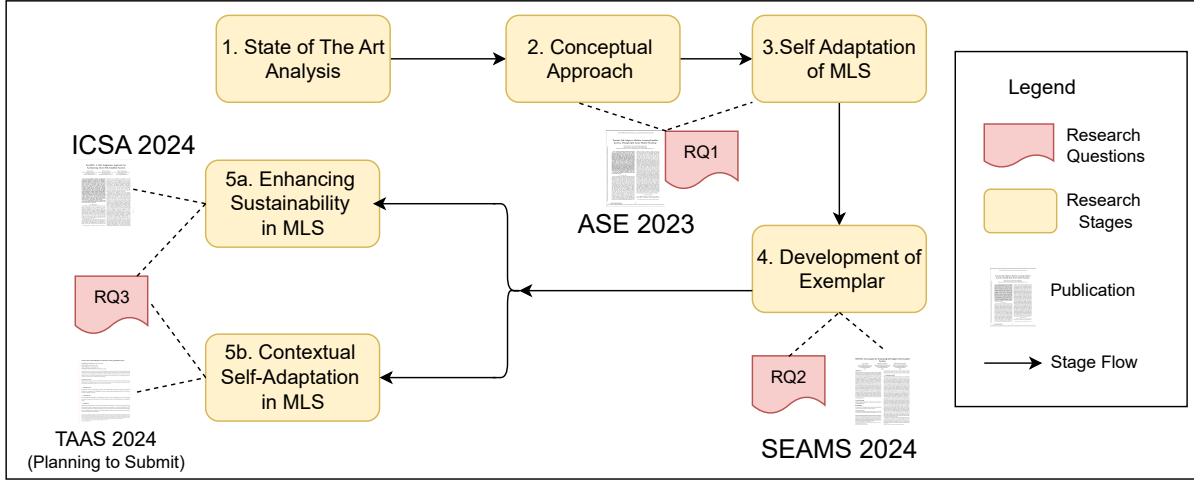 1. State of The Art
Analysis
2. Conceptual
Approach
3.Self Adaptation
of MLS
RQ1
ASE 2023
4. Development of
Exemplar
RQ2
SEAMS 2024
ICSA 2024
5a. Enhancing
Sustainability
in MLS
RQ3
5b. Contextual
Self-Adaptation
in MLS
TAAS 2024
(Planning to Submit)
Legend
Research
Questions
Research
Stages
Publication
Stage Flow